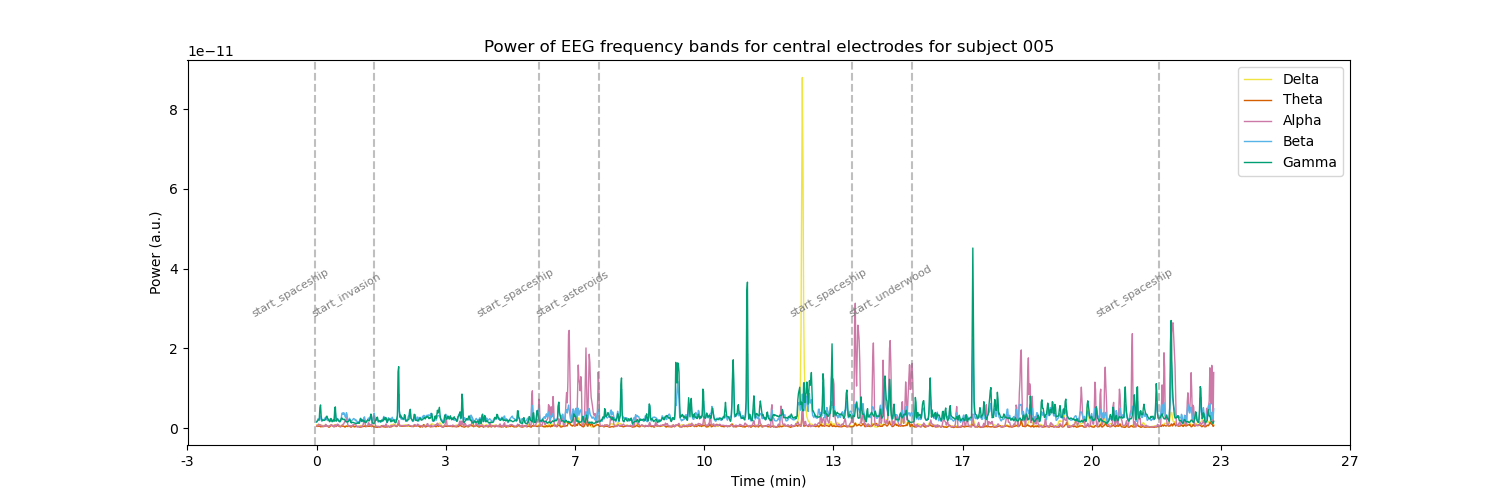 Power of EEG frequency bands for central electrodes for subject 005
1e−11
Delta
Theta
Alpha
Beta
Gamma
8
6
4
2
0
Power (a.u.)
start_spaceship
start_invasion
start_spaceship
start_asteroids
start_spaceship
start_underwood
start_spaceship
-3 0 3 7 10 13 17 20 23 27
Time (min)